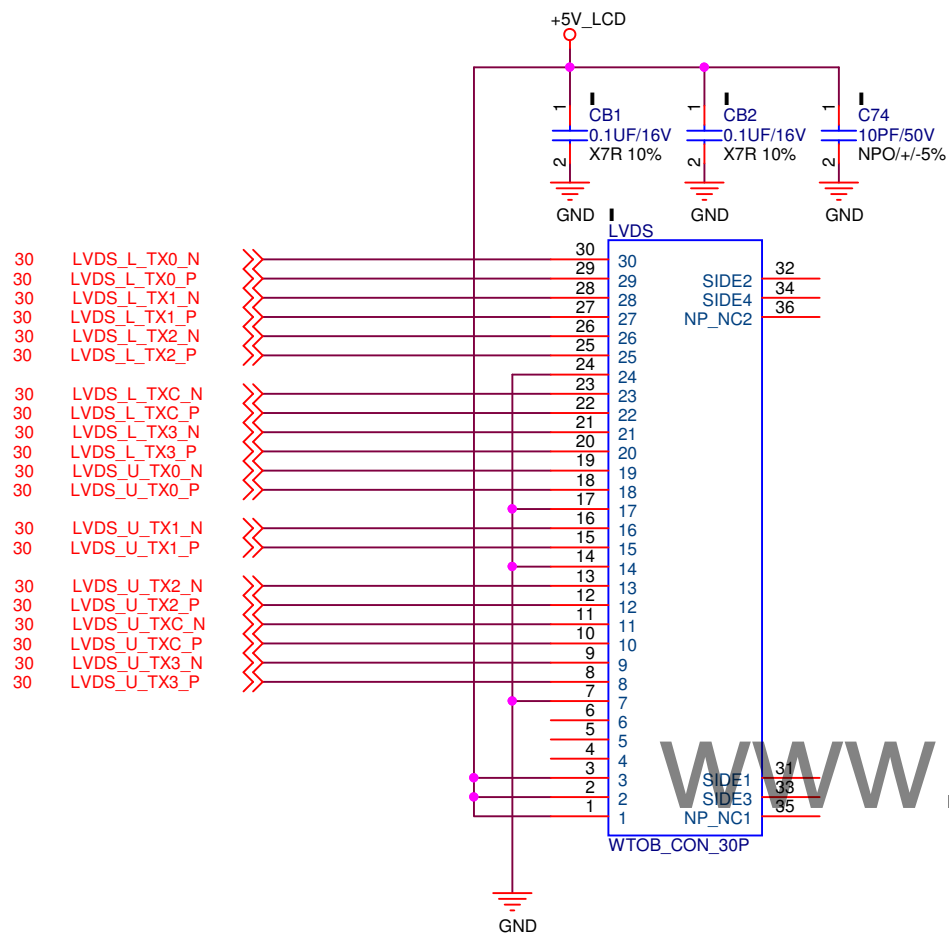 +5V_LCD
1 1 1
CB1 CB2 C74
0.1UF/16V 0.1UF/16V 10PF/50V
X7R 10% X7R 10% NPO/+/-5%
2 2 2
GND GND GND
LVDS
30 LVDS_L_TX0_N 30 30
30 LVDS_L_TX0_P 29 29 SIDE2 32
30 LVDS_L_TX1_N 28 28 SIDE4 34
30 LVDS_L_TX1_P 27 27 NP_NC2 36
30 LVDS_L_TX2_N 26 26
30 LVDS_L_TX2_P 25 25
24 24
30 LVDS_L_TXC_N 23 23
30 LVDS_L_TXC_P 22 22
30 LVDS_L_TX3_N 21 21
30 LVDS_L_TX3_P 20 20
30 LVDS_U_TX0_N 19 19
30 LVDS_U_TX0_P 18 18
17 17
30 LVDS_U_TX1_N 16 16
30 LVDS_U_TX1_P 15 15
14 14
30 LVDS_U_TX2_N 13 13
30 LVDS_U_TX2_P 12 12
30 LVDS_U_TXC_N 11 11
30 LVDS_U_TXC_P 10 10
30 LVDS_U_TX3_N 9 9
30 LVDS_U_TX3_P 8 8
7 7
6 6
5 5
4 4
3 3 SIDE1 31
2 2 SIDE3 33
1 1 NP_NC1 35
www.
WTOB_CON_30P
GND